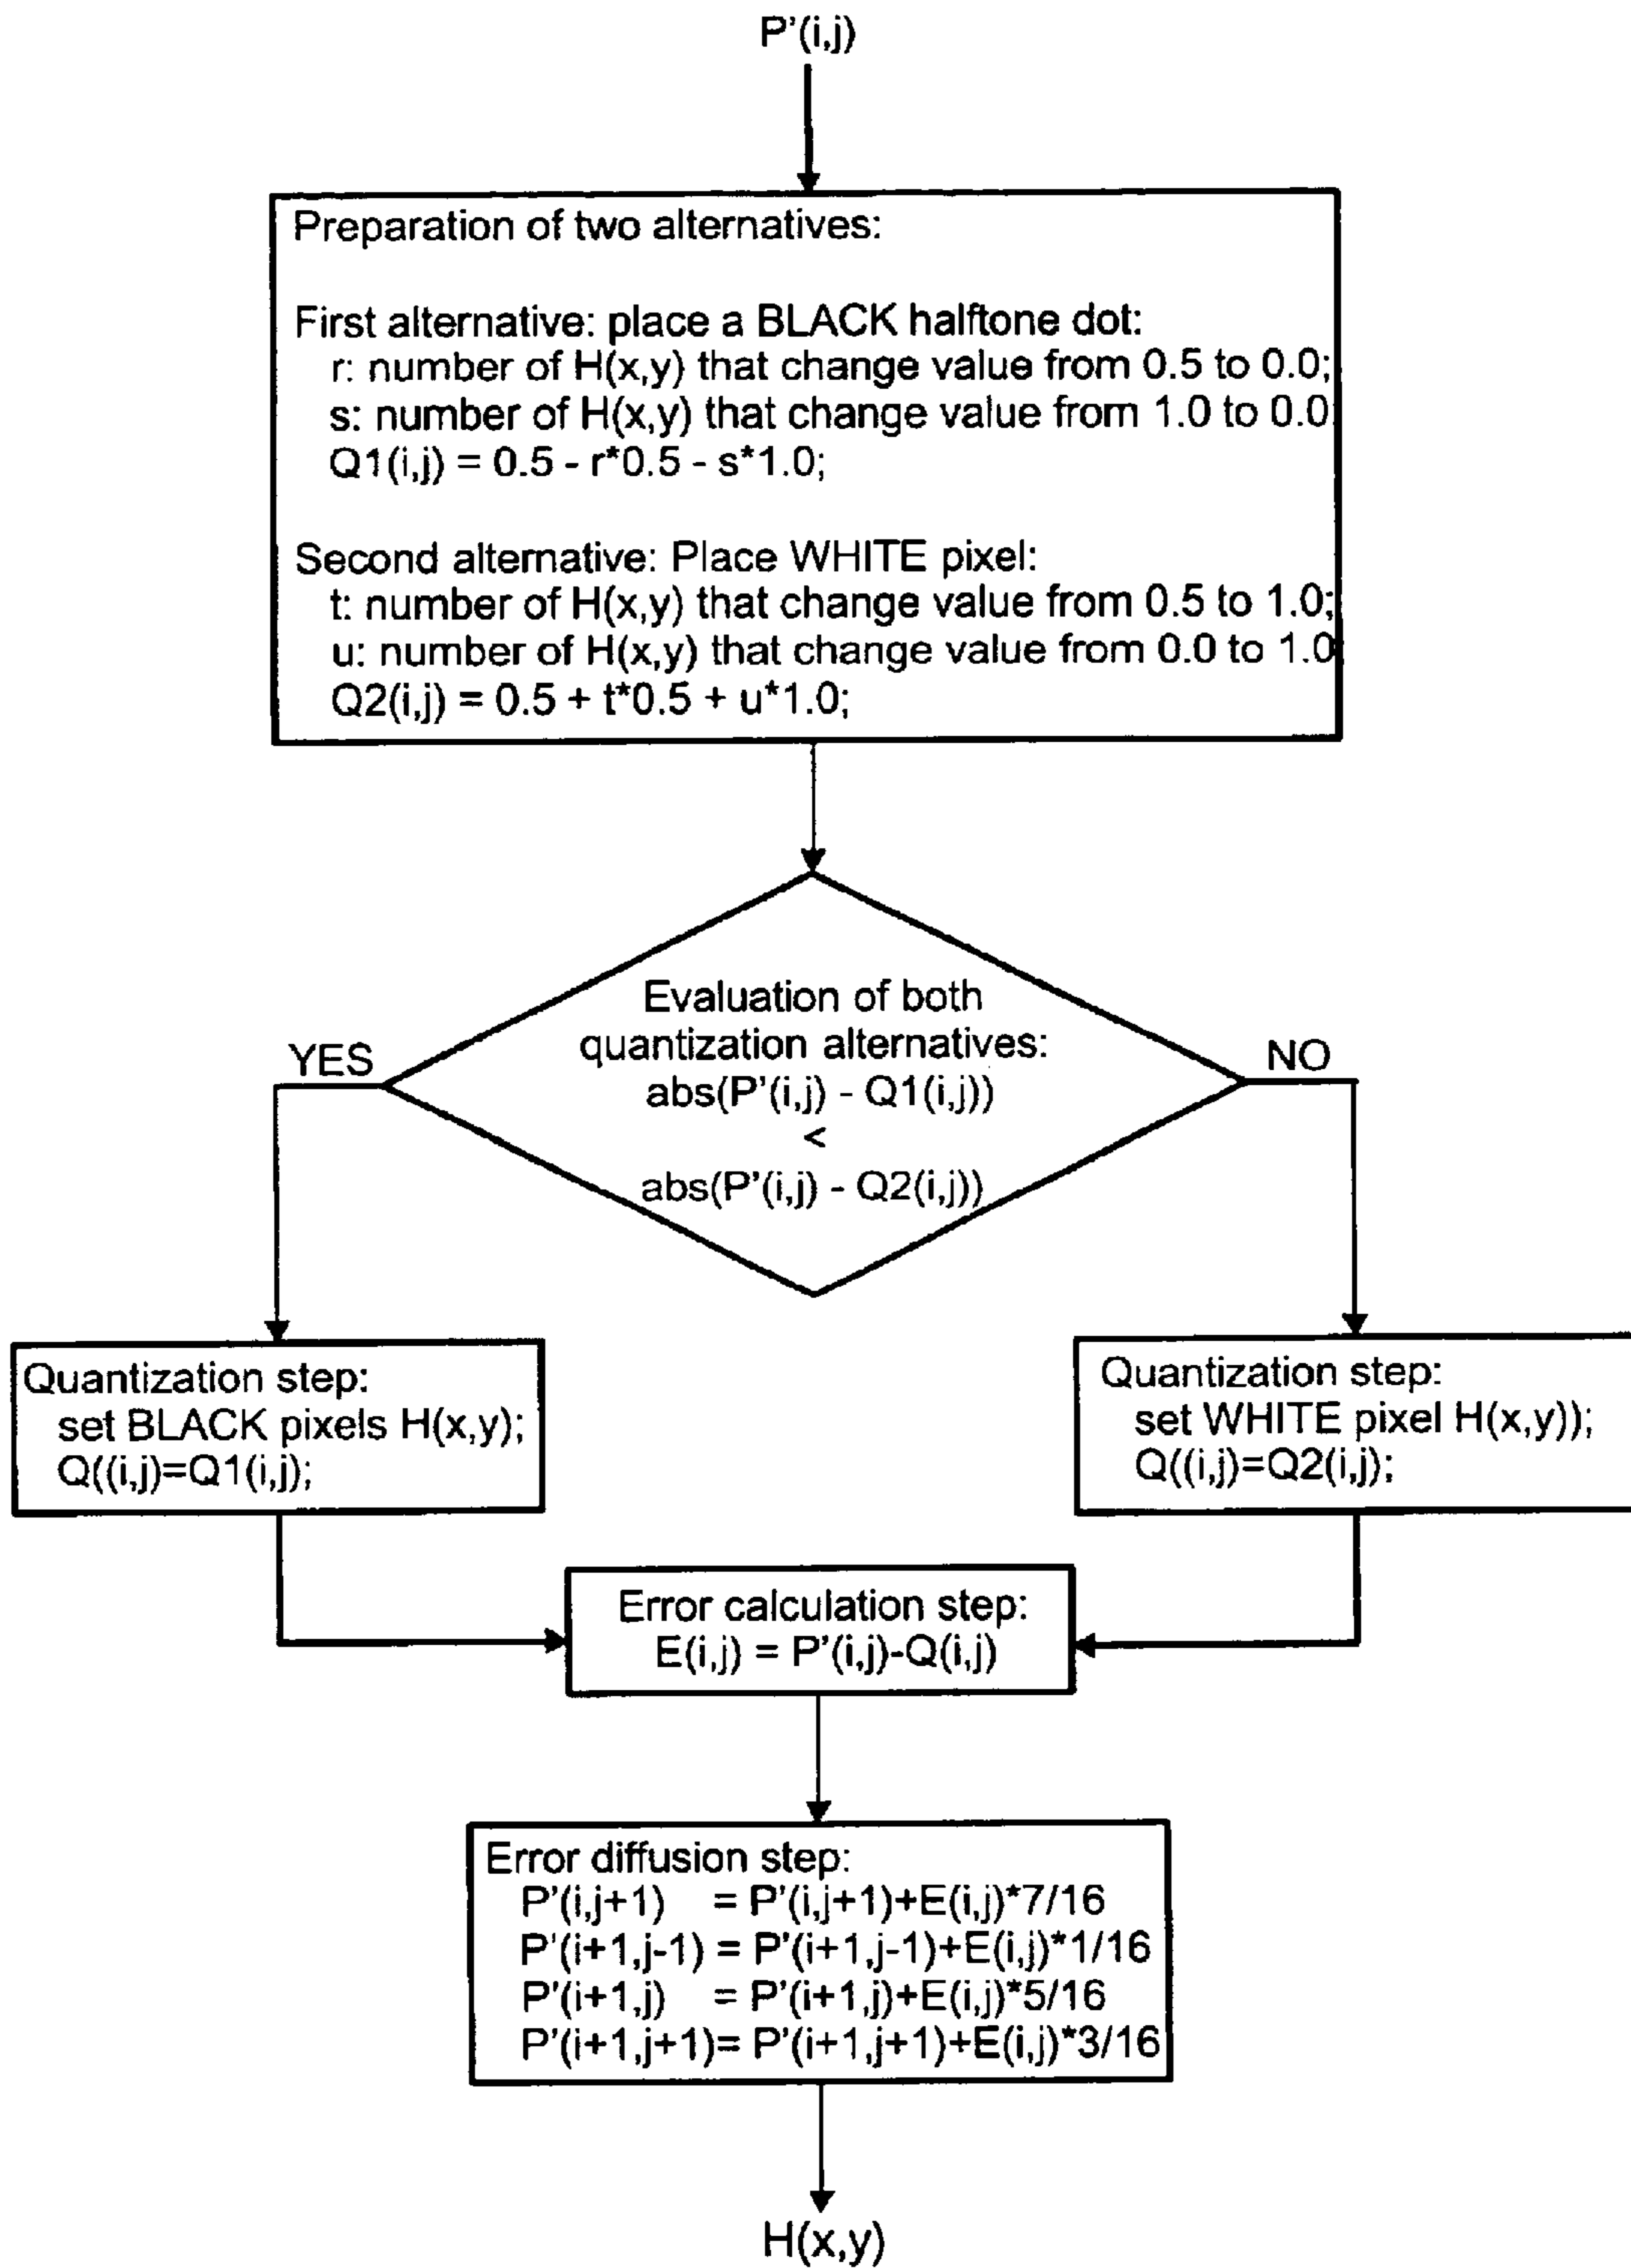 P'(i,j)
Preparation of two alternatives:
First alternative: place a BLACK halftone dot:
r: number of H(x,y) that change value from 0.5 to 0.0;
s: number of H(x,y) that change value from 1.0 to 0.0
Q1(i,j) = 0.5 - r*0.5 - s*1.0;
Second alternative: Place WHITE pixel:
t: number of H(x,y) that change value from 0.5 to 1.0;
u: number of H(x,y) that change value from 0.0 to 1.0
Q2(i,j) = 0.5 + t*0.5 + u*1.0;
Evaluation of both
quantization alternatives:
abs(P'(i,j) - Q1(i,j))
<
abs(P'(i,j) - Q2(i,j))
YES
NO
Quantization step:
set BLACK pixels H(x,y);
Q((i,j)=Q1(i,j);
Quantization step:
set WHITE pixel H(x,y));
Q((i,j)=Q2(i,j);
Error calculation step:
E(i,j) = P'(i,j)-Q(i,j)
Error diffusion step:
P'(i,j+1) = P'(i,j+1)+E(i,j)*7/16
P'(i+1,j-1) = P'(i+1,j-1)+E(i,j)*1/16
P'(i+1,j) = P'(i+1,j)+E(i,j)*5/16
P'(i+1,j+1)= P'(i+1,j+1)+E(i,j)*3/16
H(x,y)